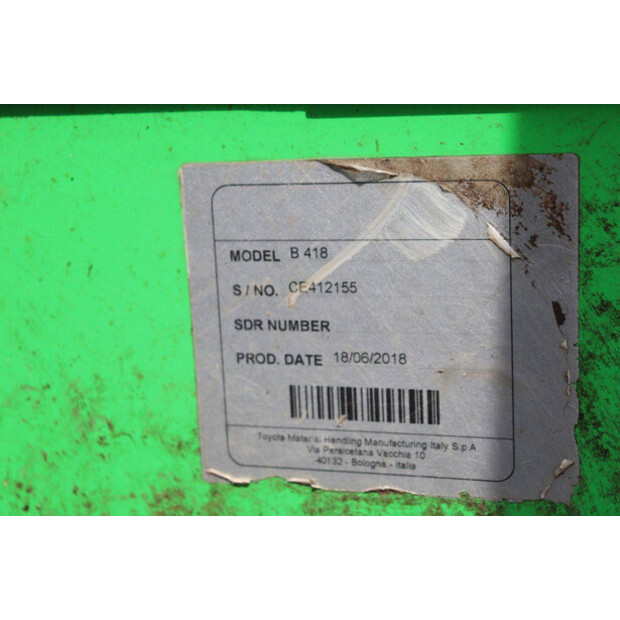 MODEL B 418
S / NO. CE412155
SDR NUMBER
PROD. DATE 18/06/2018
Toyota Material Handling Manufacturing Italy S.p.A
Via Persicetana Vecchia 10
40132 - Bologna - Italia